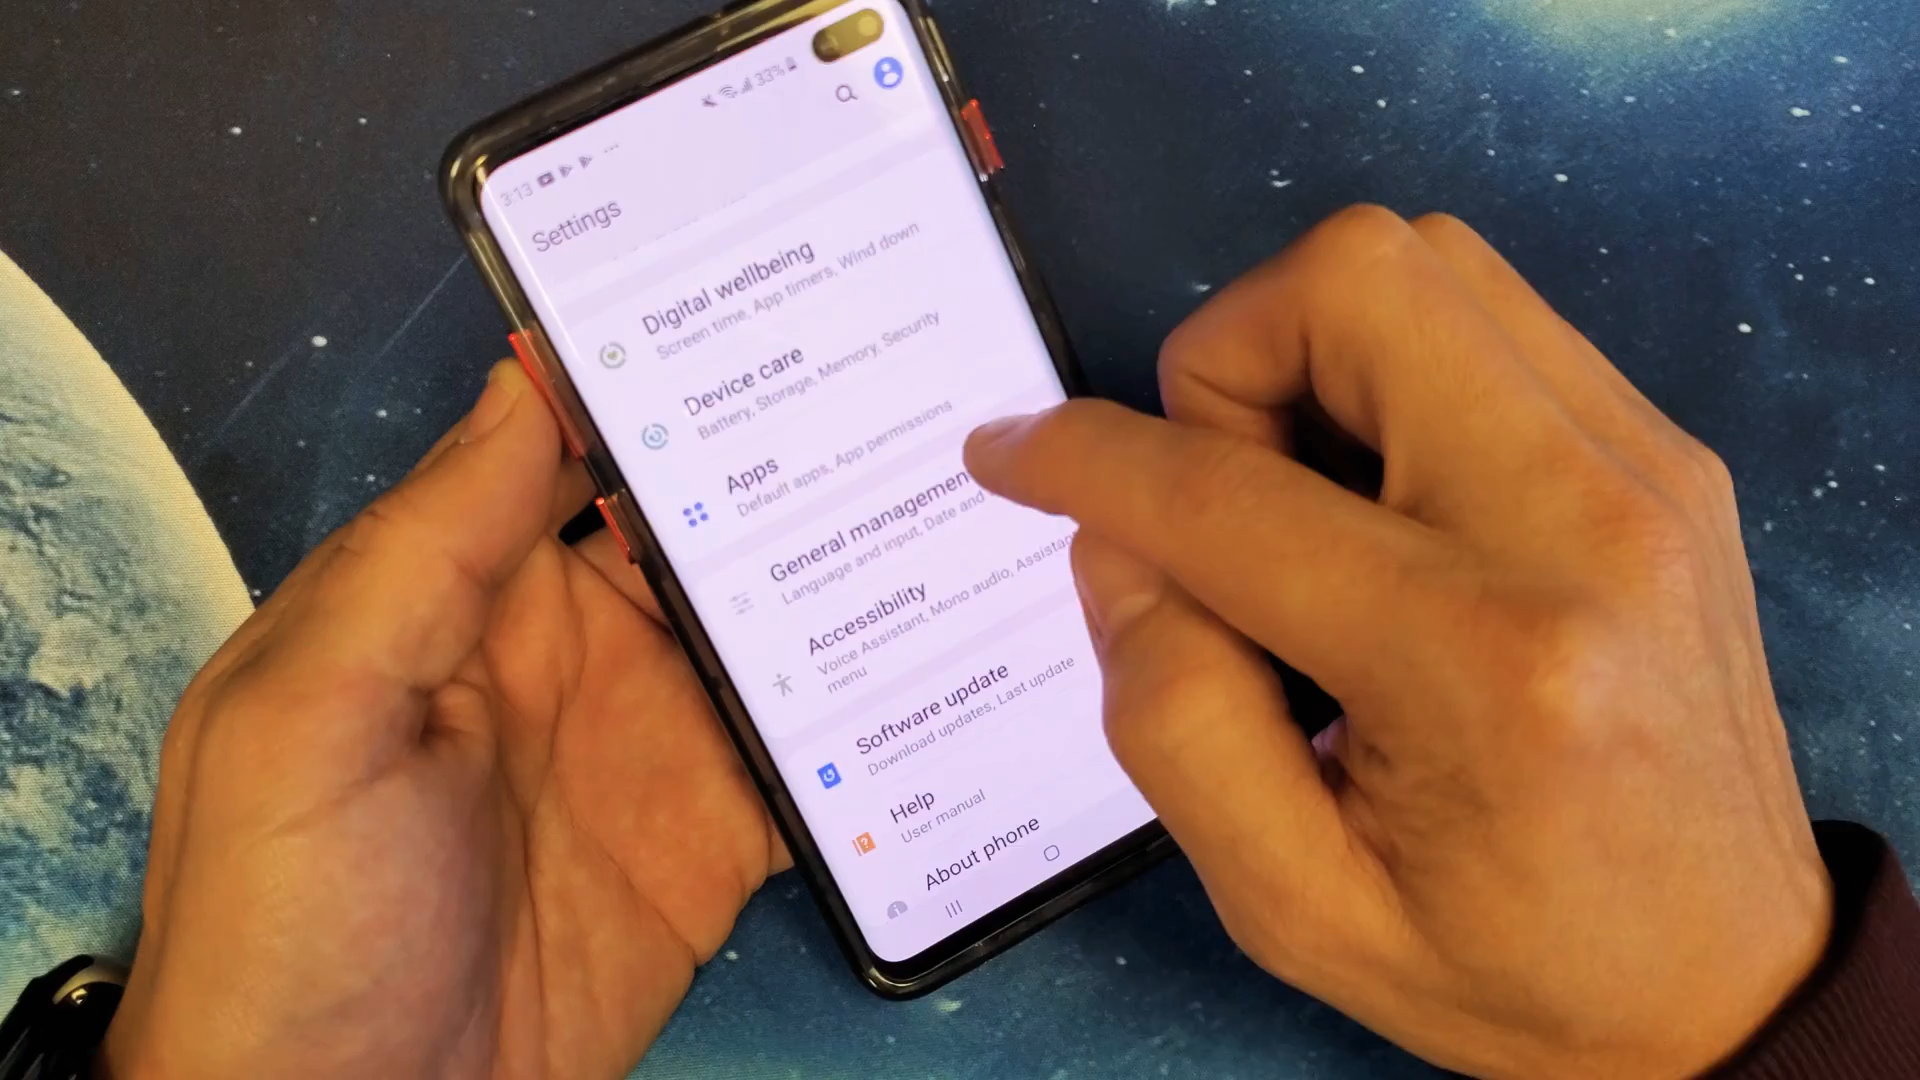 3:13
33%
Settings
Digital wellbeing
Screen time, App timers, Wind down
Device care
Battery, Storage, Memory, Security
Apps
Default apps, App permissions
General managemen
Language and input, Date and
Accessibility
Voice Assistant, Mono audio, Assistan
menu
Software update
Download updates, Last update
Help
User manual
About phone